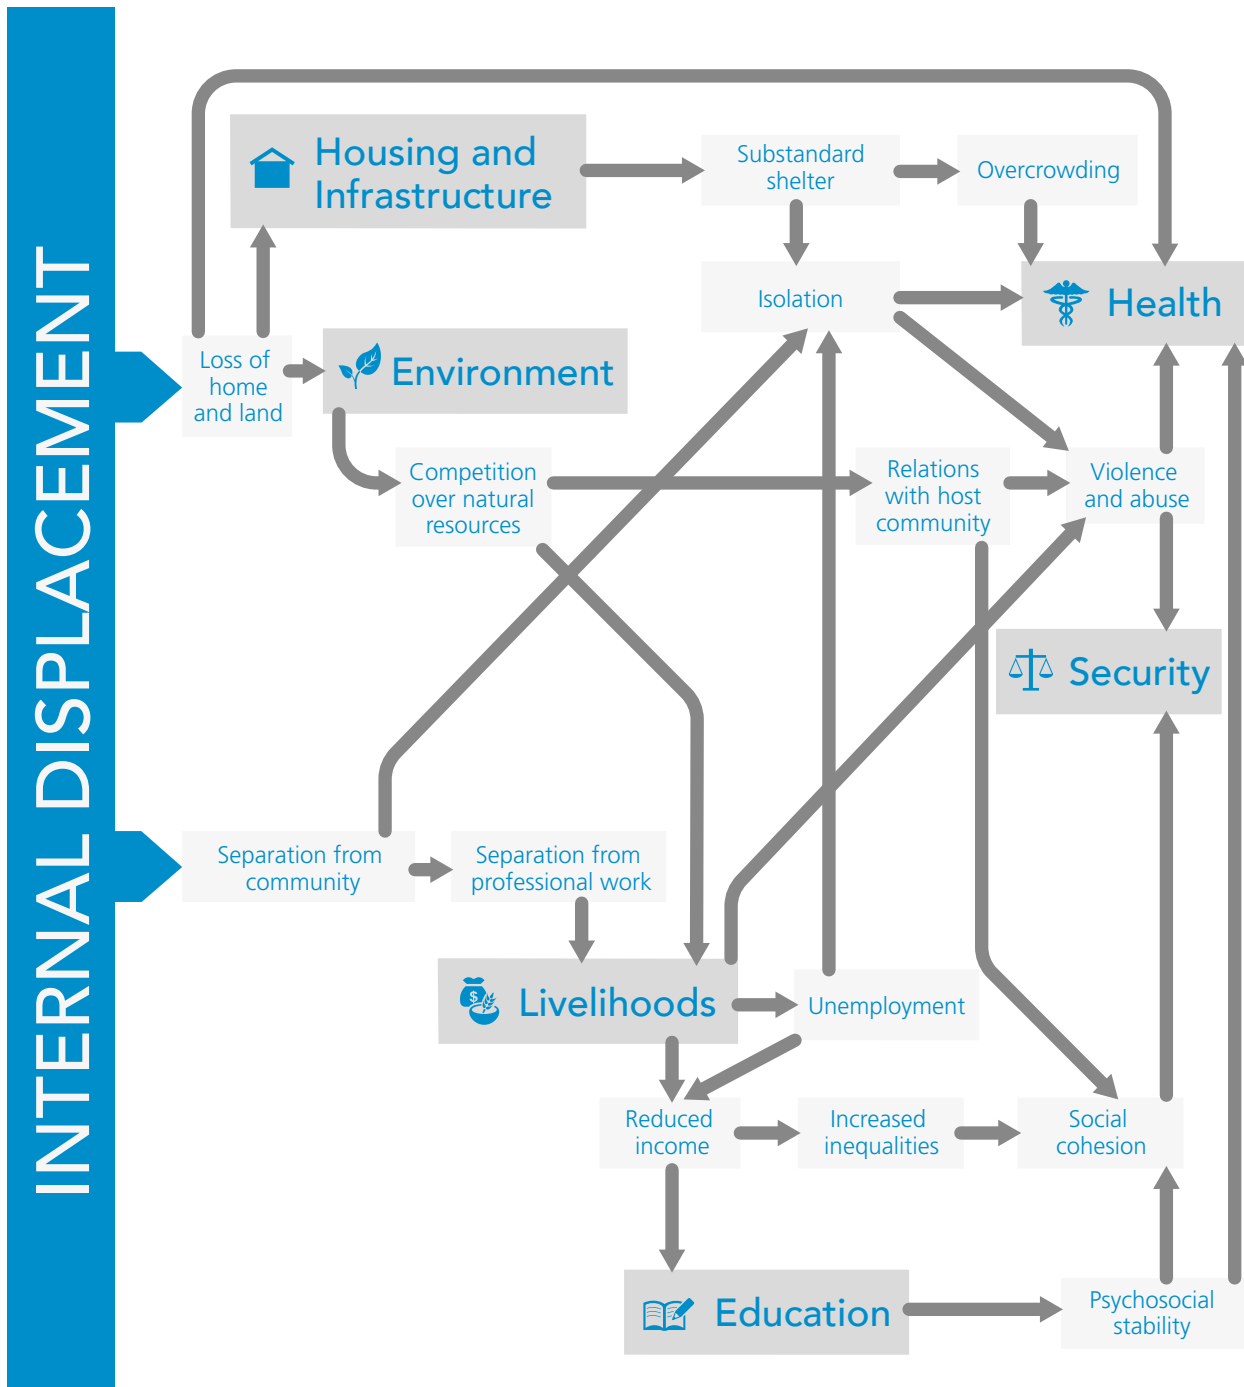 INTERNAL DISPLACEMENT
Housing and
Infrastructure
Substandard
shelter
Overcrowding
Isolation
Health
Loss of
home
and land
Environment
Competition
over natural
resources
Relations
with host
community
Violence
and abuse
Security
Separation from
community
Separation from
professional work
$
Livelihoods
Unemployment
Reduced
income
Increased
inequalities
Social
cohesion
Education
Psychosocial
stability